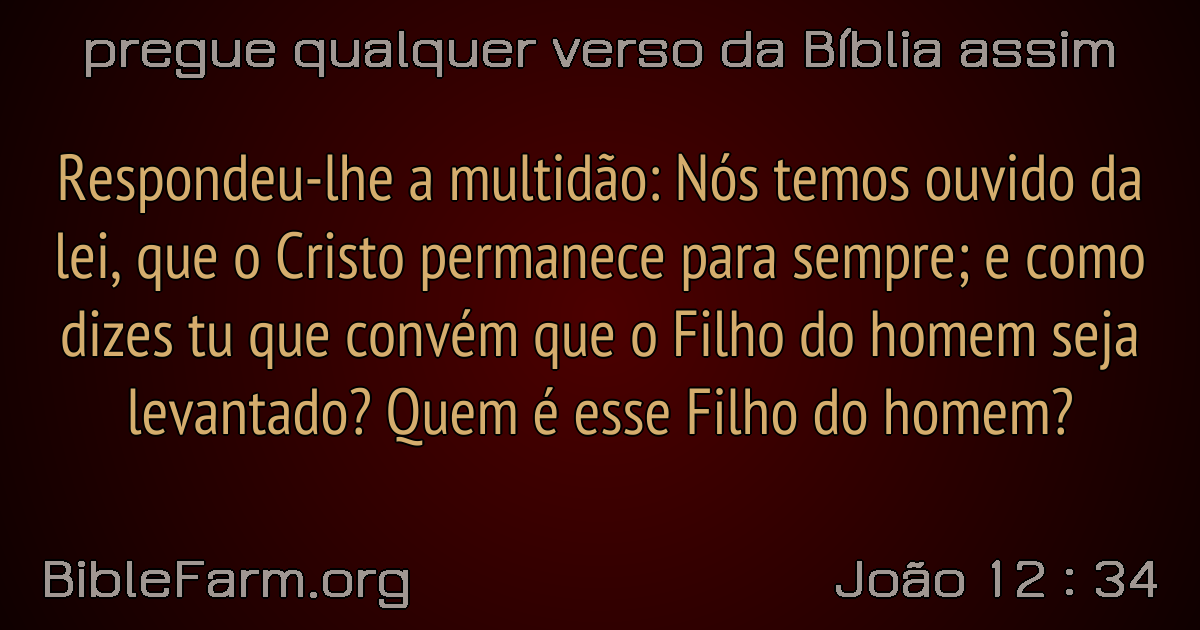 pregue qualquer verso da Bíblia assim
Respondeu-lhe a multidão: Nós temos ouvido da
lei, que o Cristo permanece para sempre; e como
dizes tu que convém que o Filho do homem seja
levantado? Quem é esse Filho do homem?
BibleFarm.org
João 12 : 34